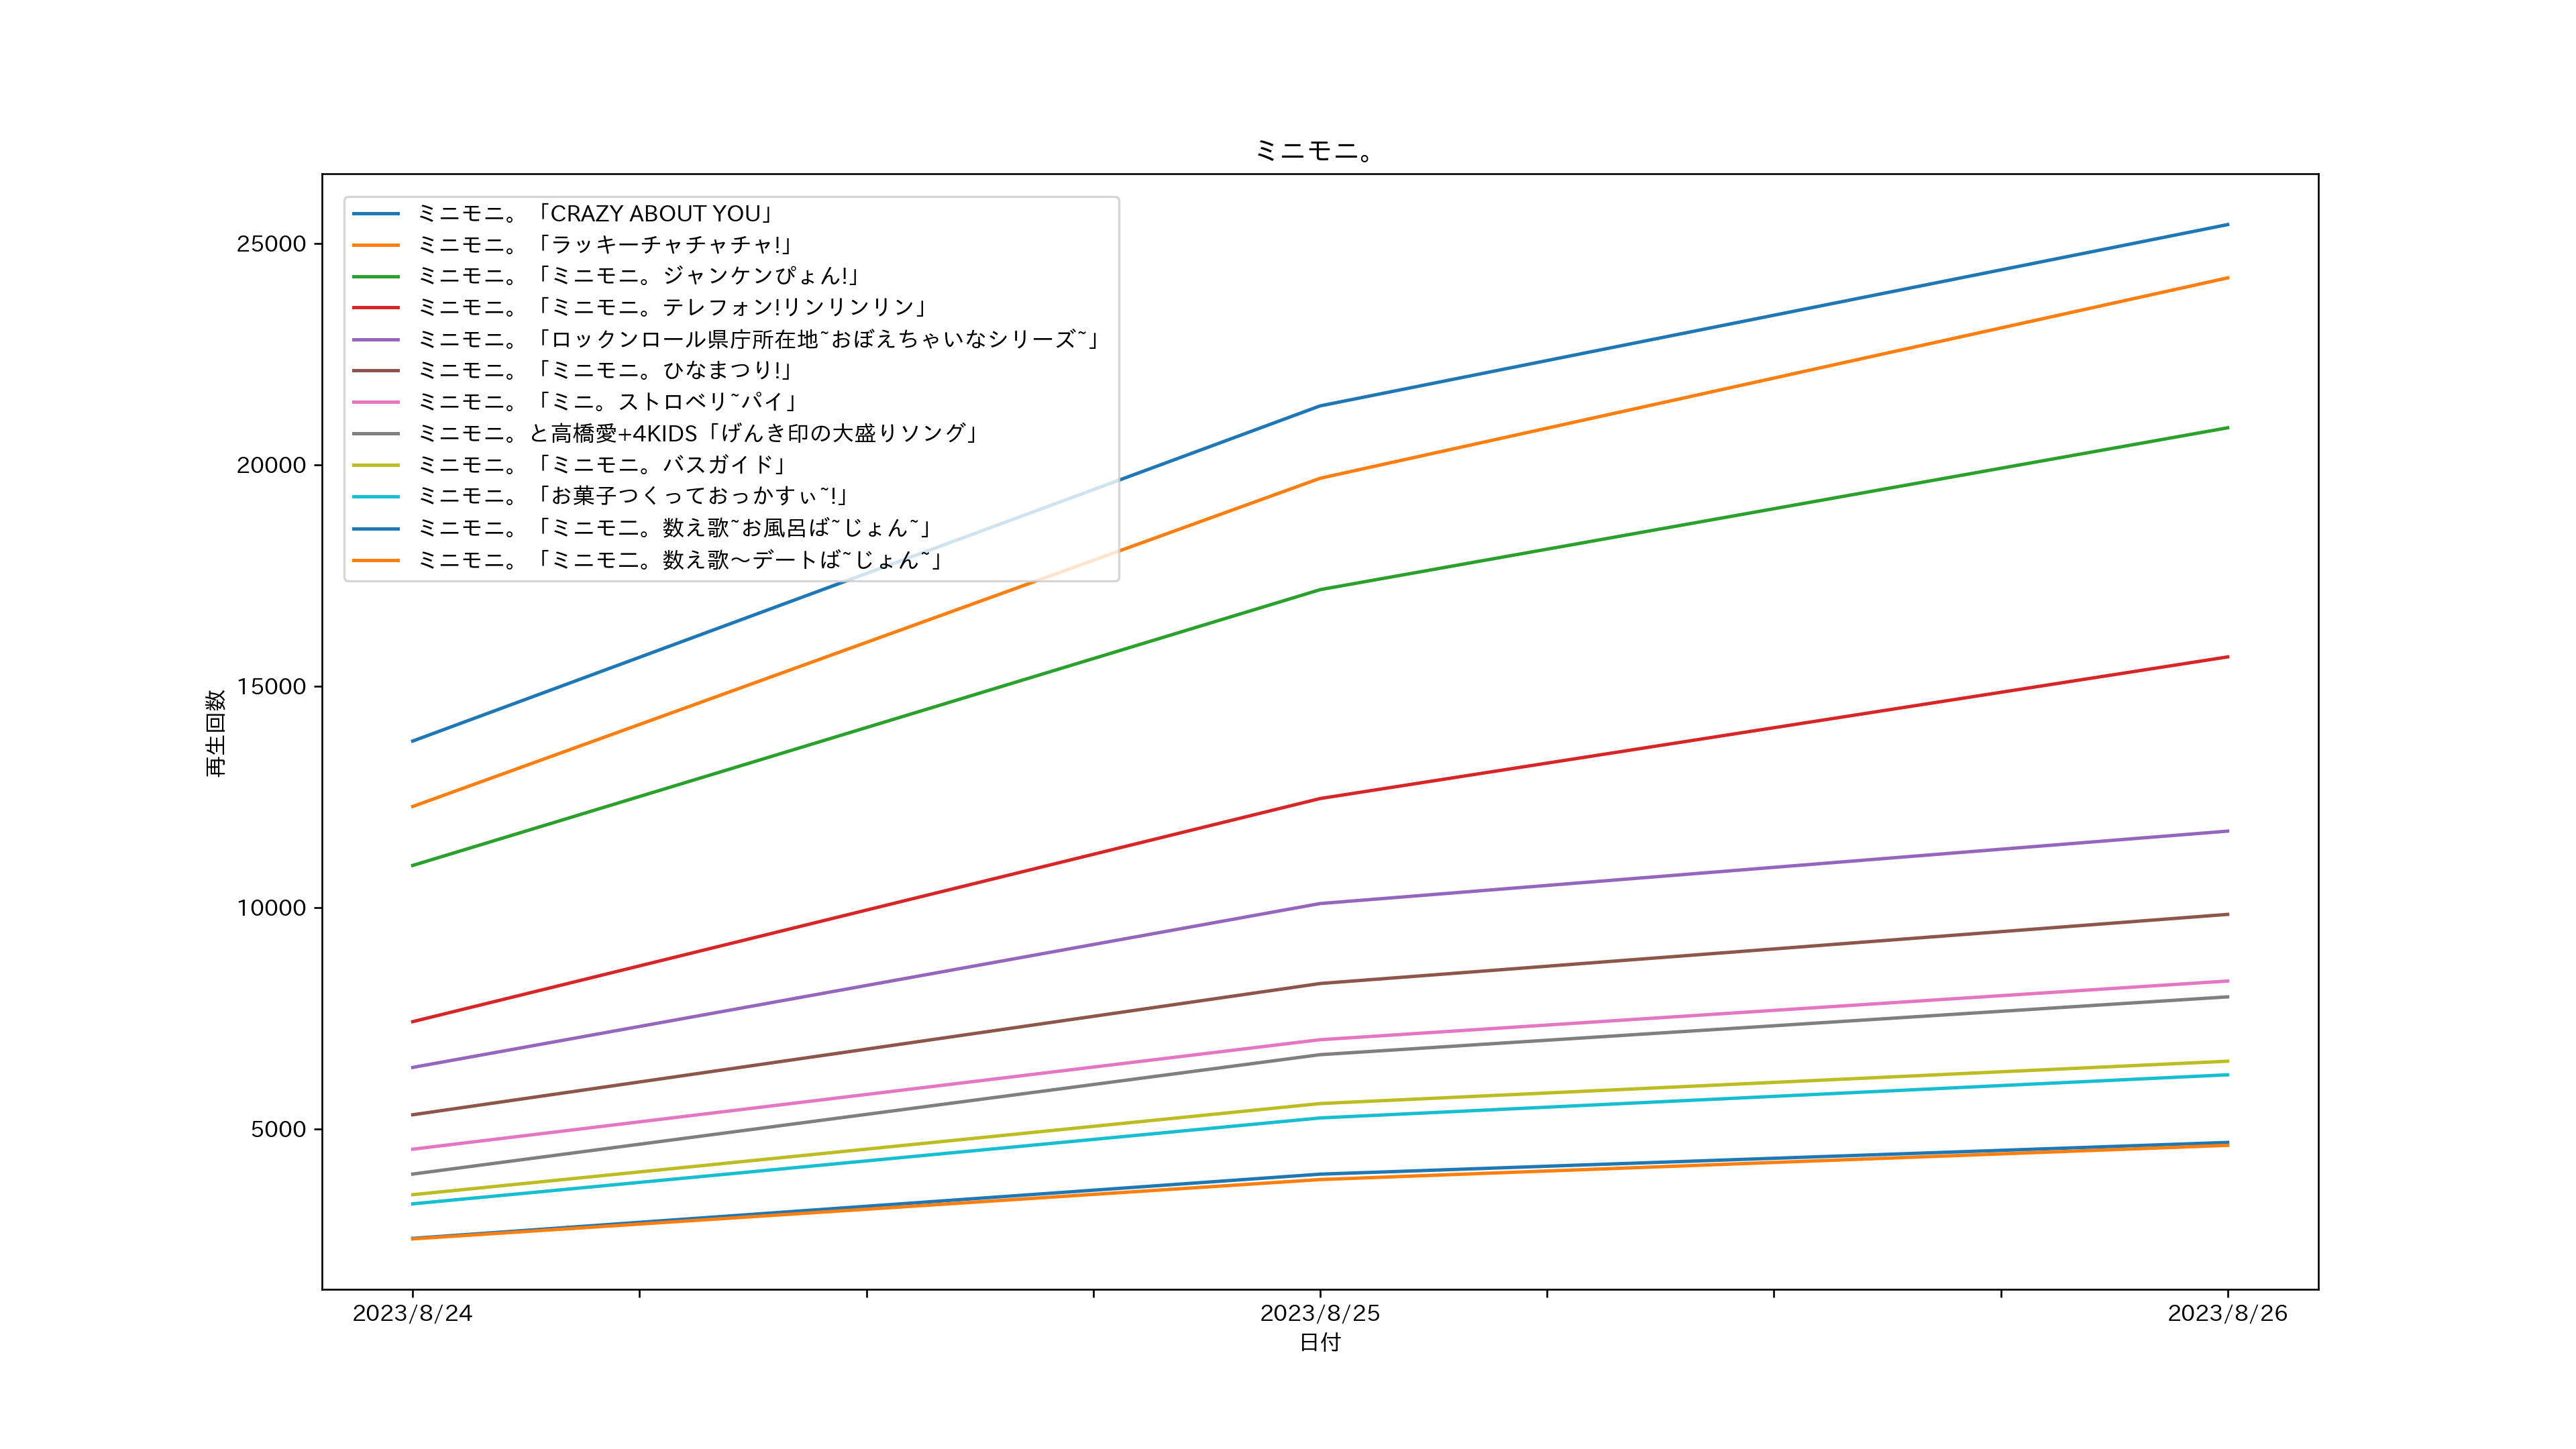 ミニモニ。
ミニモニ。「CRAZY ABOUT YOU」
ミニモニ。「ラッキーチャチャチャ!」
ミニモニ。「ミニモニ。ジャンケンぴょん!」
ミニモニ。「ミニモニ。テレフォン!リンリンリン」
ミニモニ。「ロックンロール県庁所在地~おぼえちゃいなシリーズ~」
ミニモニ。「ミニモニ。ひなまつり!」
ミニモニ。「ミニ。ストロベリ~パイ」
ミニモニ。と高橋愛+4KIDS「げんき印の大盛りソング」
ミニモニ。「ミニモニ。バスガイド」
ミニモニ。「お菓子つくっておっかすぃ~!」
ミニモニ。「ミニモ二。数え歌~お風呂ば~じょん~」
ミニモニ。「ミニモ二。数え歌〜デートば~じょん~」
25000
20000
15000
10000
5000
再生回数
2023/8/24
2023/8/25
2023/8/26
日付